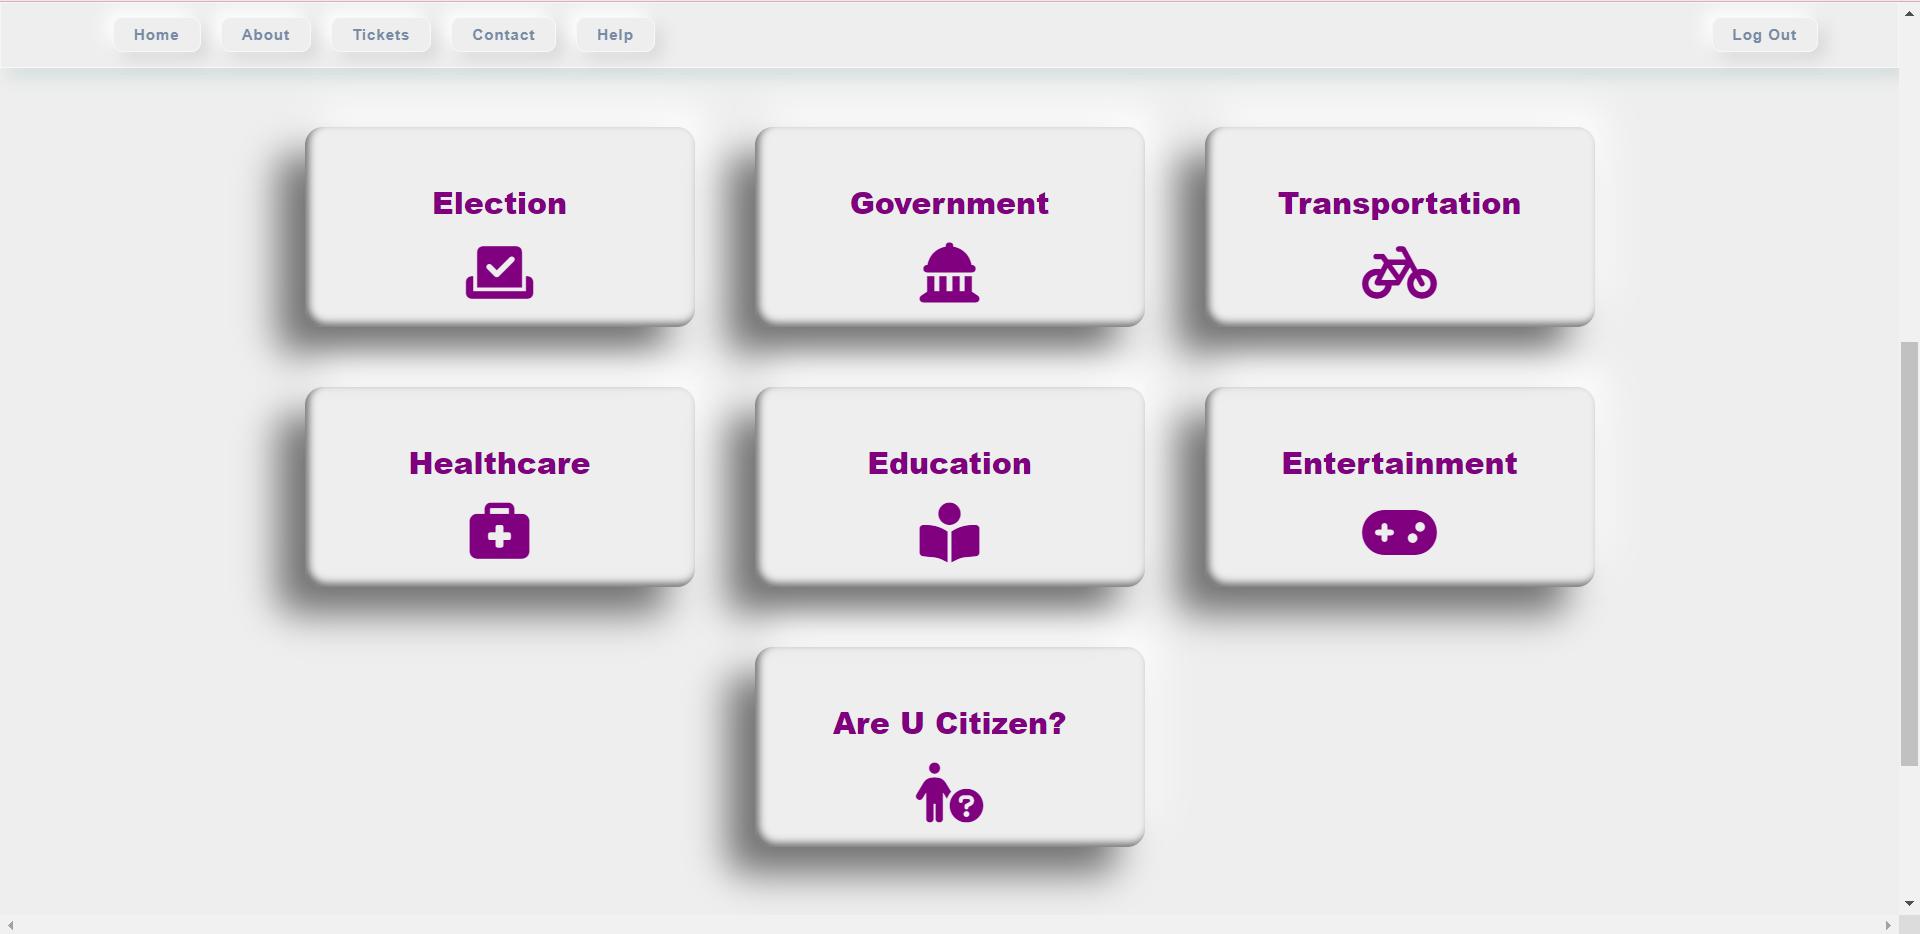 Home
About
Tickets
Contact
Help
Log Out
Election
Government
Transportation
Healthcare
Education
Entertainment
Are U Citizen?
?